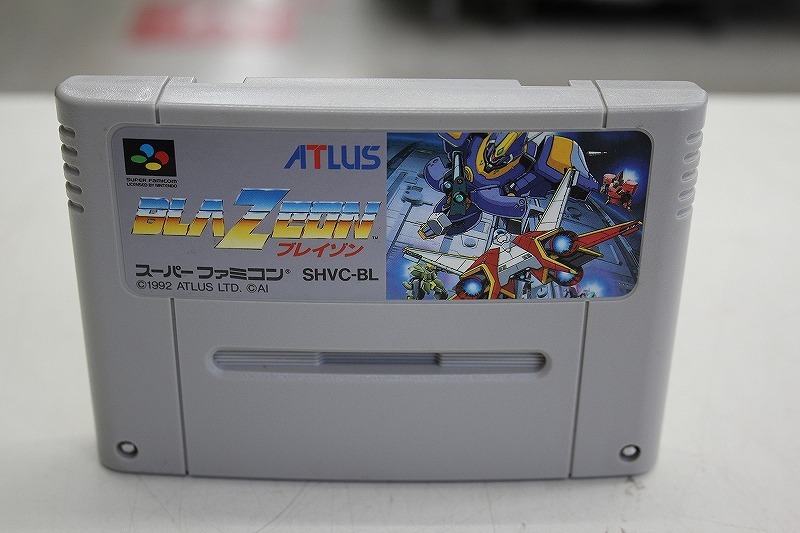 SUPER FAMICOM
LICENSED BY NINTENDO
ATLUS
BLAZEON™
ブレイゾン
スーパーファミコン® SHVC-BL
©1992 ATLUS LTD. ©AI